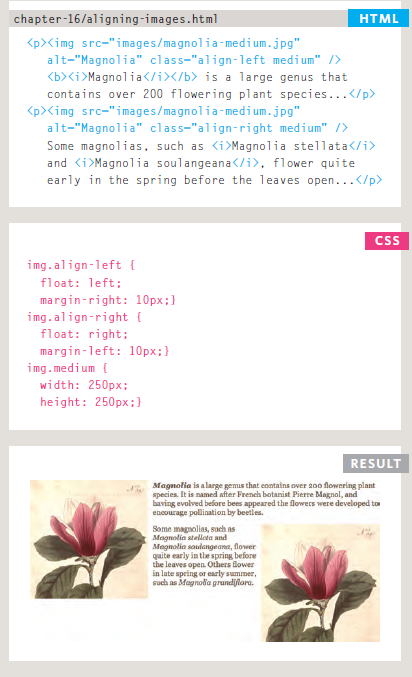 chapter-16/aligning-images.html
HTML
<p><img src="images/magnolia-medium.jpg"
alt="Magnolia" class="align-left medium" />
<b><i>Magnolia</i></b> is a large genus that
contains over 200 flowering plant species...</p>
<p><img src="images/magnolia-medium.jpg"
alt="Magnolia" class="align-right medium" />
Some magnolias, such as <i>Magnolia stellata</i>
and <i>Magnolia soulangeana</i>, flower quite
early in the spring before the leaves open...</p>
CSS
img.align-left {
float: left;
margin-right: 10px;}
img.align-right {
float: right;
margin-left: 10px;}
img.medium {
width: 250px;
height: 250px;}
RESULT
Magnolia is a large genus that contains over 200 flowering plant
species. It is named after French botanist Pierre Magnol, and
having evolved before bees appeared the flowers were developed to
encourage pollination by beetles.
Some magnolias, such as
Magnolia stellata and
Magnolia soulangeana, flower
quite early in the spring before
the leaves open. Others flower
in late spring or early summer,
such as Magnolia grandiflora.